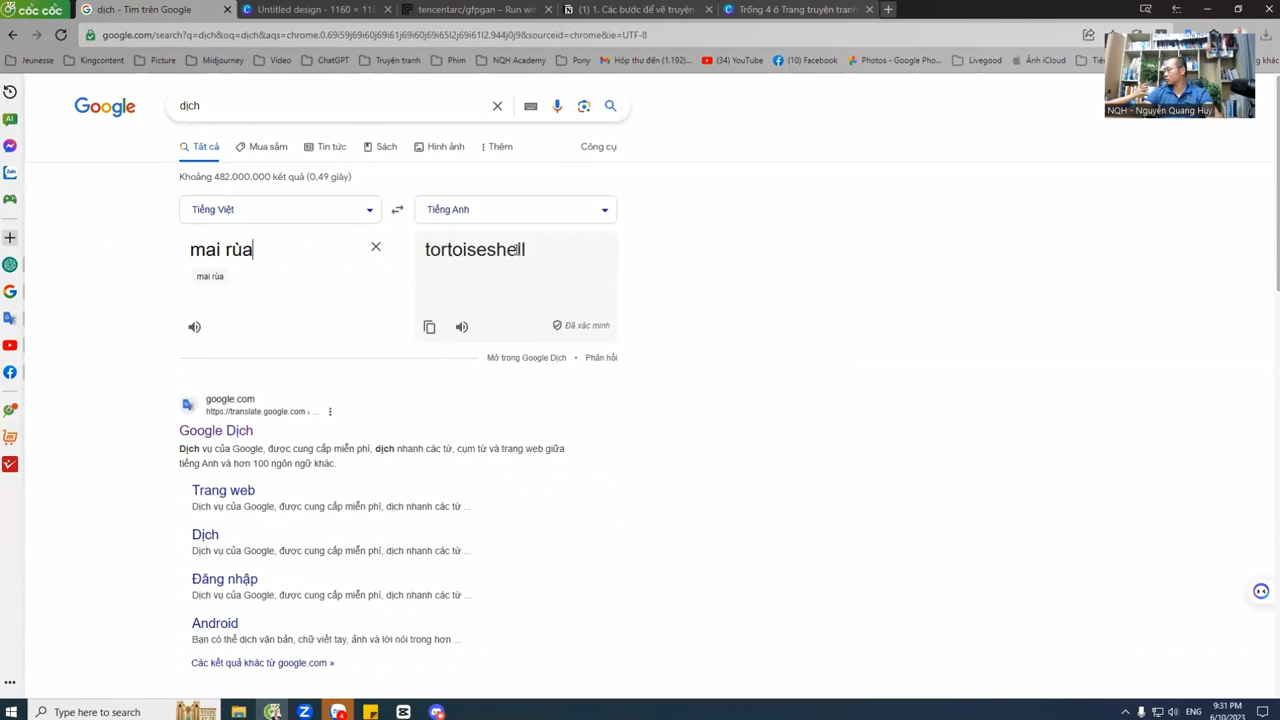 dịch - Tìm trên Google
Untitled design - 1160 × 116
tencentarc/gfpgan – Run wit
(1) 1. Các bước để vẽ truyện
Trống 4 ô Trang truyện tranh
google.com/search?q=dịch&oq=dịch&aqs=chrome.0.69i59j69i60j69i61j69i60j69i65l2j69i61l2.944j0j9&sourceid=chrome&ie=UTF-8
Jeunesse
Kingcontent
Picture
Midjourney
Video
ChatGPT
Truyện tranh
Phim
NQH Academy
Pony
Hộp thư đến (1.192)...
(34) YouTube
(10) Facebook
Photos - Google Pho...
Livegood
Ảnh iCloud
NQH - Nguyễn Quang Huy
Google
dịch
Tất cả
Mua sắm
Tin tức
Sách
Hình ảnh
Thêm
Công cụ
Khoảng 482.000.000 kết quả (0,49 giây)
Tiếng Việt
Tiếng Anh
mai rùa
tortoiseshell
mai rùa
Đã xác minh
Mở trong Google Dịch • Phản hồi
google.com
https://translate.google.com › ...
Google Dịch
Dịch vụ của Google, được cung cấp miễn phí, dịch nhanh các từ, cụm từ và trang web giữa
tiếng Anh và hơn 100 ngôn ngữ khác.
Trang web
Dịch vụ của Google, được cung cấp miễn phí, dịch nhanh các từ ...
Dịch
Dịch vụ của Google, được cung cấp miễn phí, dịch nhanh các từ ...
Đăng nhập
Dịch vụ của Google, được cung cấp miễn phí, dịch nhanh các từ ...
Android
Bạn có thể dịch văn bản, chữ viết tay, ảnh và lời nói trong hơn ...
Các kết quả khác từ google.com »
Type here to search
ENG
9:31 PM
6/10/2023